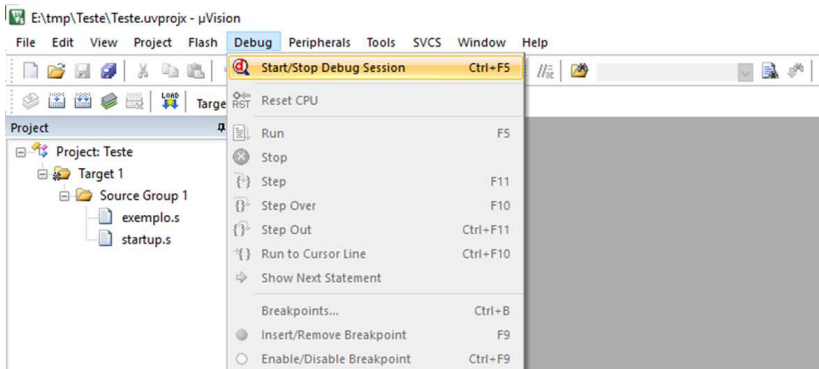 E:\tmp\Teste\Teste.uvprojx - µVision
File Edit View Project Flash Debug Peripherals Tools SVCS Window Help
Start/Stop Debug Session Ctrl+F5
LOAD Targe RST Reset CPU
Project
Run F5
Project: Teste
Stop
Target 1
Step F11
Source Group 1
Step Over F10
exemplo.s
Step Out Ctrl+F11
startup.s
Run to Cursor Line Ctrl+F10
Show Next Statement
Breakpoints... Ctrl+B
Insert/Remove Breakpoint F9
Enable/Disable Breakpoint Ctrl+F9